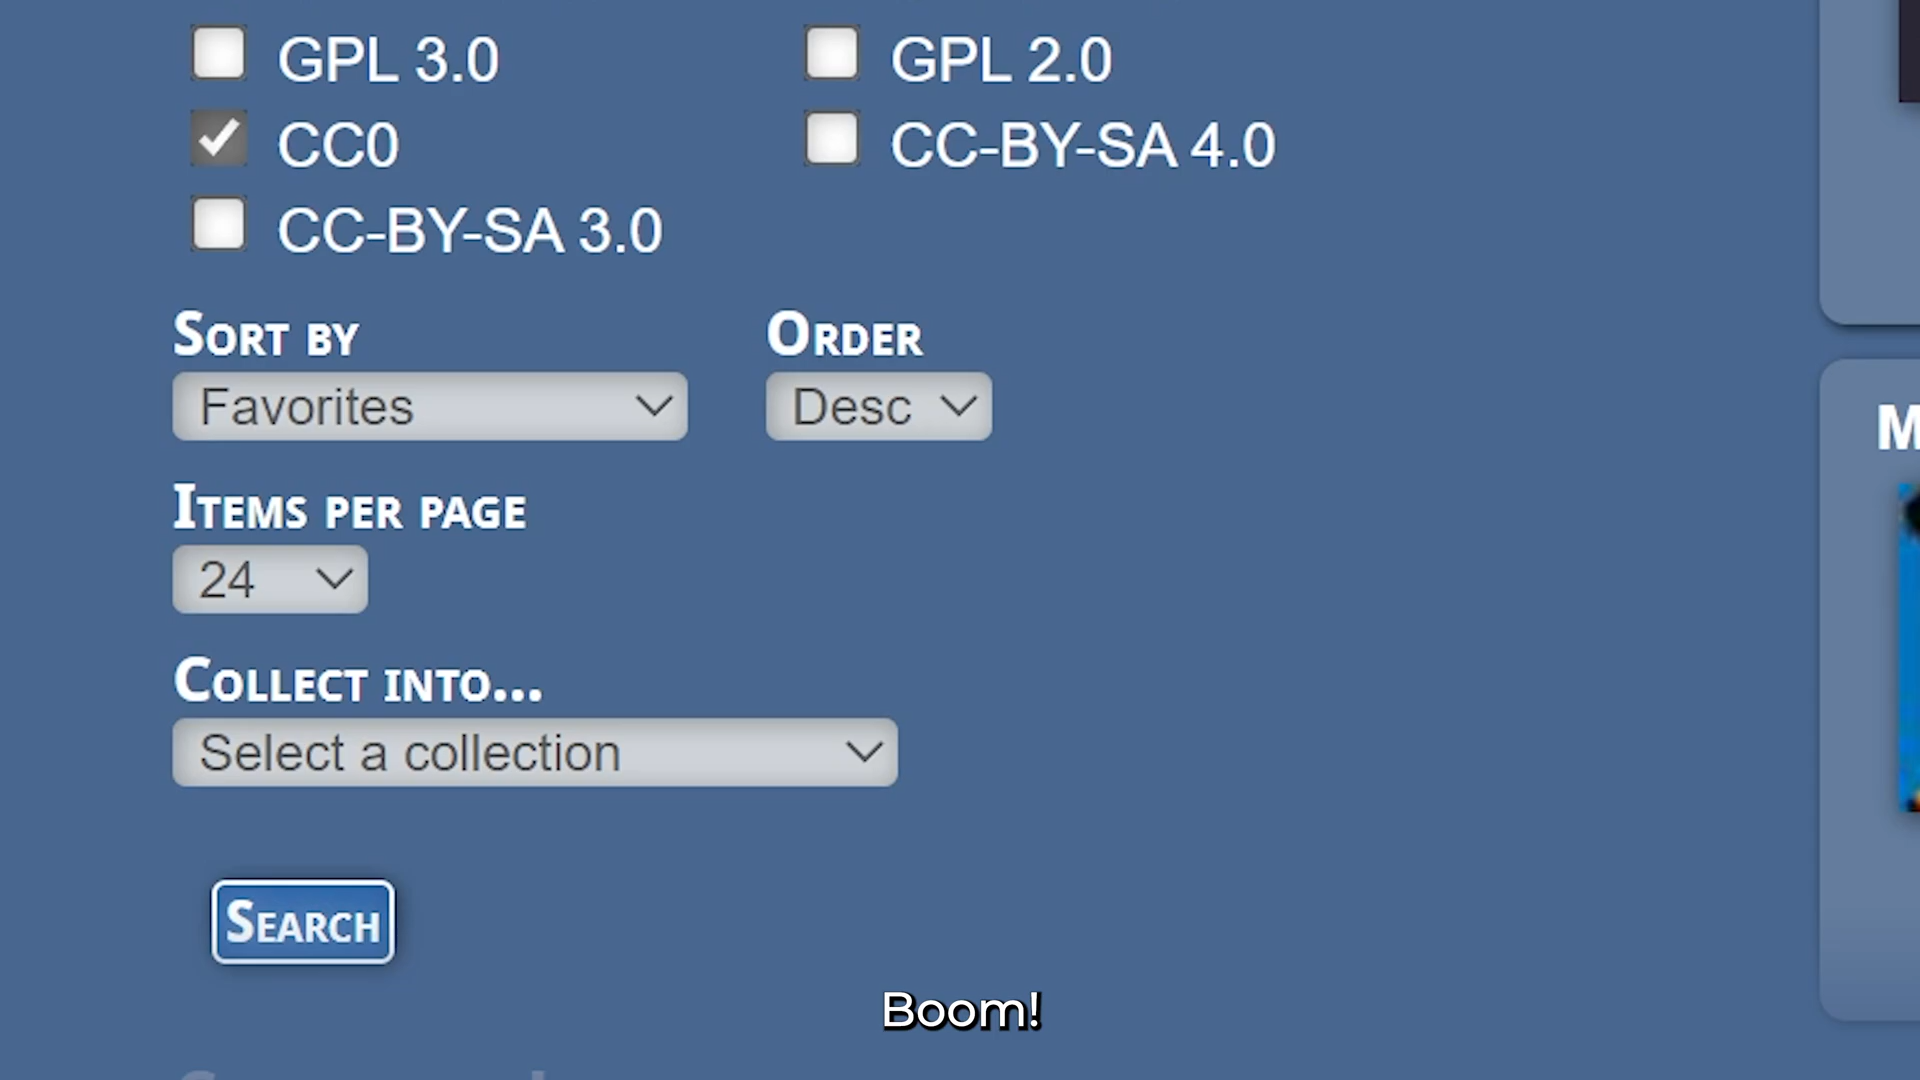 GPL 3.0 GPL 2.0
CC0 CC-BY-SA 4.0
CC-BY-SA 3.0
Sort by Order
Favorites Desc
M
Items per page
24
Collect into...
Select a collection
Search
Boom!